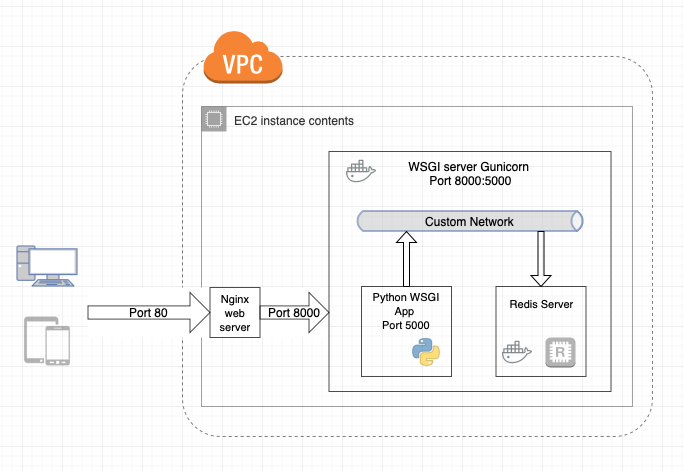 VPC
EC2 instance contents
WSGI server Gunicorn
Port 8000:5000
Custom Network
Port 80
Nginx
web
server
Port 8000
Python WSGI
App
Port 5000
Redis Server
R